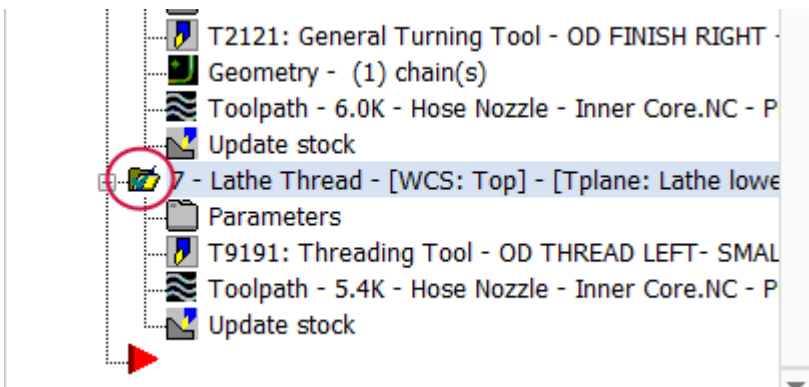 T2121: General Turning Tool - OD FINISH RIGHT -
Geometry - (1) chain(s)
Toolpath - 6.0K - Hose Nozzle - Inner Core.NC - P
Update stock
7 - Lathe Thread - [WCS: Top] - [Tplane: Lathe lowe
Parameters
T9191: Threading Tool - OD THREAD LEFT- SMAL
Toolpath - 5.4K - Hose Nozzle - Inner Core.NC - P
Update stock